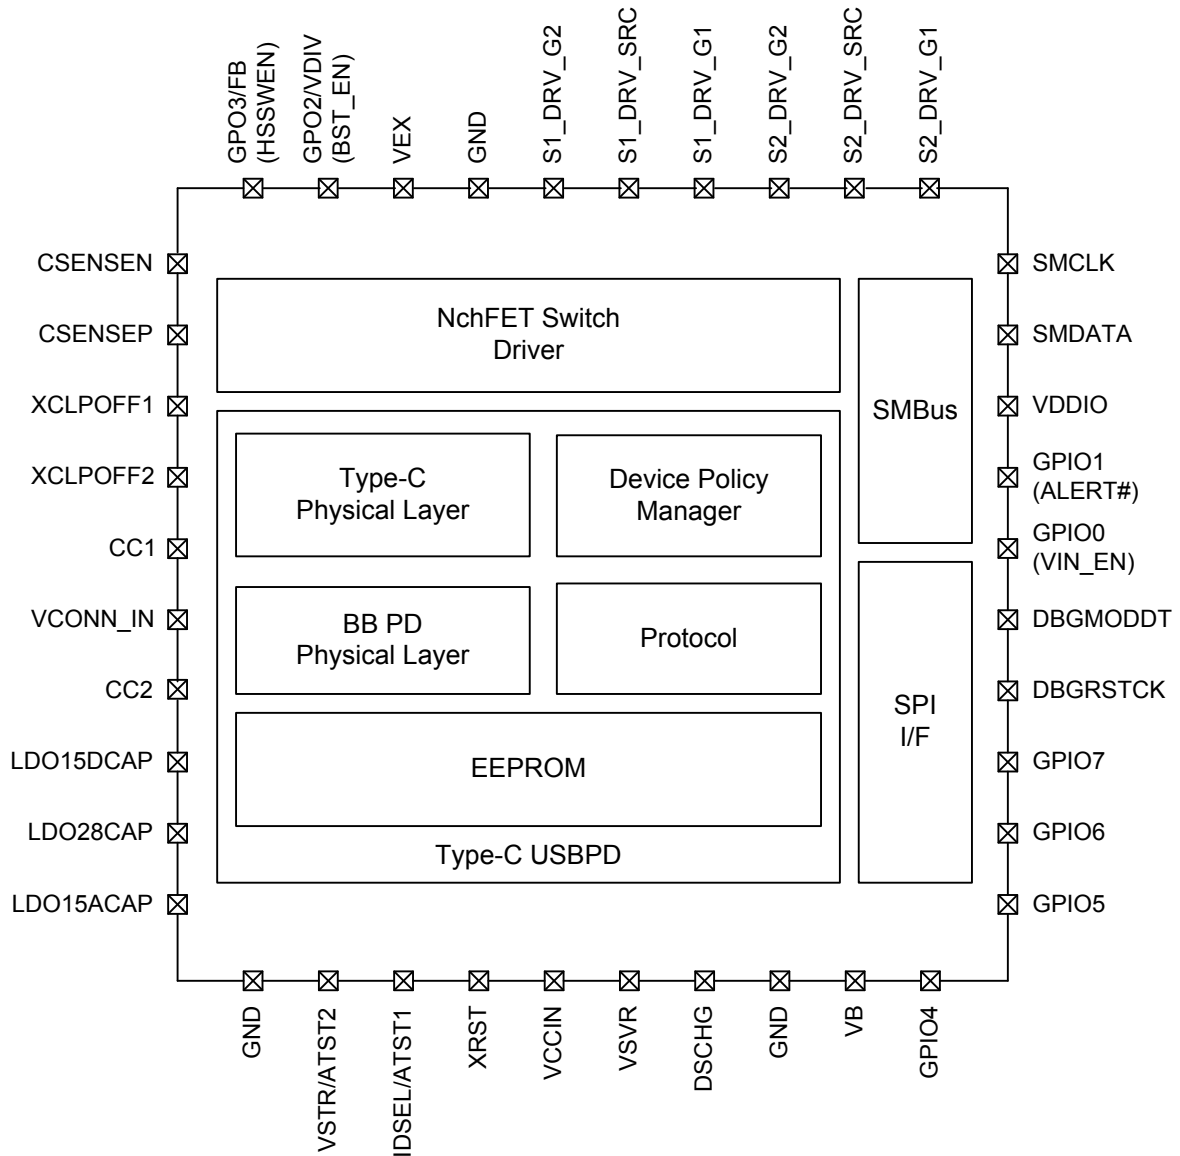 GPO3/FB
(HSSWEN)
GPO2/VDIV
(BST_EN)
VEX
GND
S1_DRV_G2
S1_DRV_SRC
S1_DRV_G1
S2_DRV_G2
S2_DRV_SRC
S2_DRV_G1
CSENSEN
CSENSEP
XCLPOFF1
XCLPOFF2
CC1
VCONN_IN
CC2
LDO15DCAP
LDO28CAP
LDO15ACAP
NchFET Switch
Driver
Type-C
Physical Layer
Device Policy
Manager
BB PD
Physical Layer
Protocol
EEPROM
Type-C USBPD
SMBus
SPI
I/F
SMCLK
SMDATA
VDDIO
GPIO1
(ALERT#)
GPIO0
(VIN_EN)
DBGMODDT
DBGRSTCK
GPIO7
GPIO6
GPIO5
GND
VSTR/ATST2
IDSEL/ATST1
XRST
VCCIN
VSVR
DSCHG
GND
VB
GPIO4